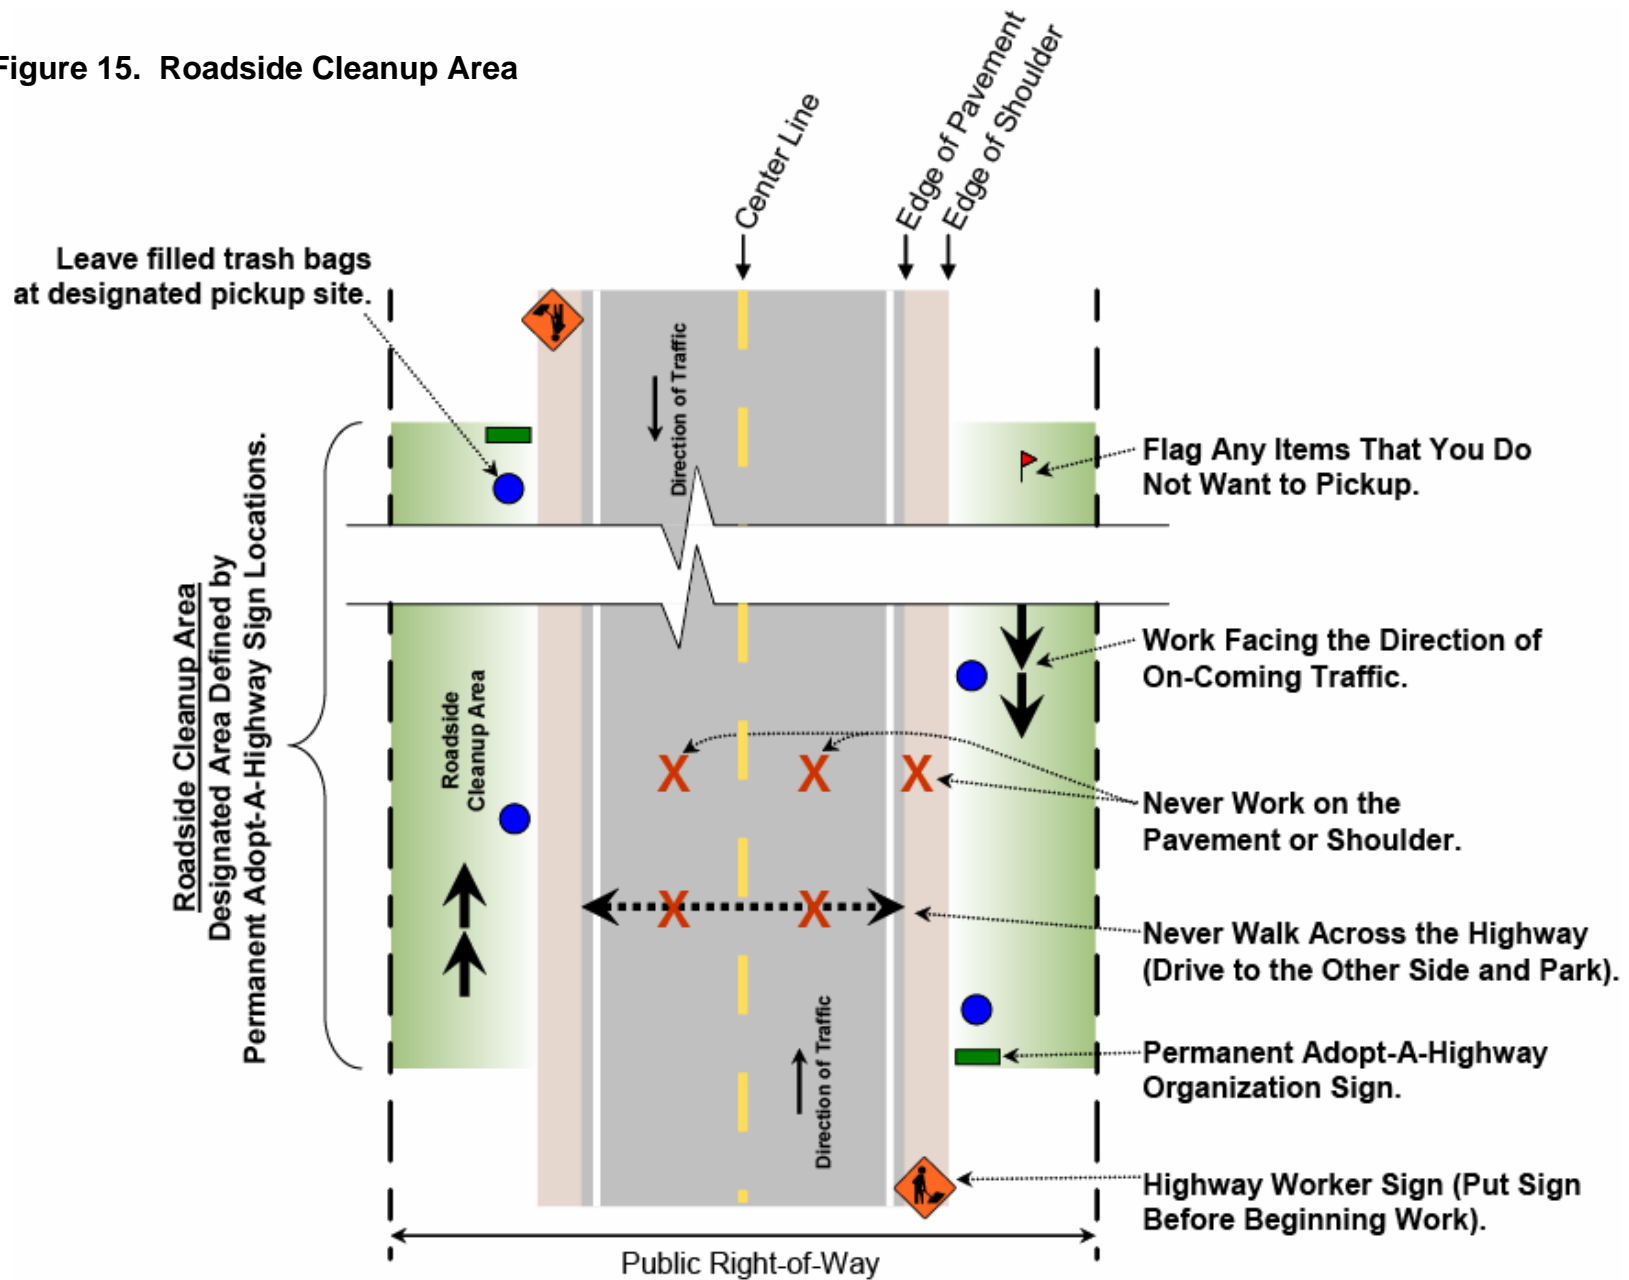 Figure 15.  Roadside Cleanup Area
Center Line
Edge of Pavement
Edge of Shoulder
Leave filled trash bags
at designated pickup site.
Direction of Traffic
Flag Any Items That You Do
Not Want to Pickup.
Roadside Cleanup Area
Designated Area Defined by
Permanent Adopt-A-Highway Sign Locations.
Roadside
Cleanup Area
Work Facing the Direction of
On-Coming Traffic.
X X X
Never Work on the
Pavement or Shoulder.
X X
Never Walk Across the Highway
(Drive to the Other Side and Park).
Direction of Traffic
Permanent Adopt-A-Highway
Organization Sign.
Highway Worker Sign (Put Sign
Before Beginning Work).
Public Right-of-Way